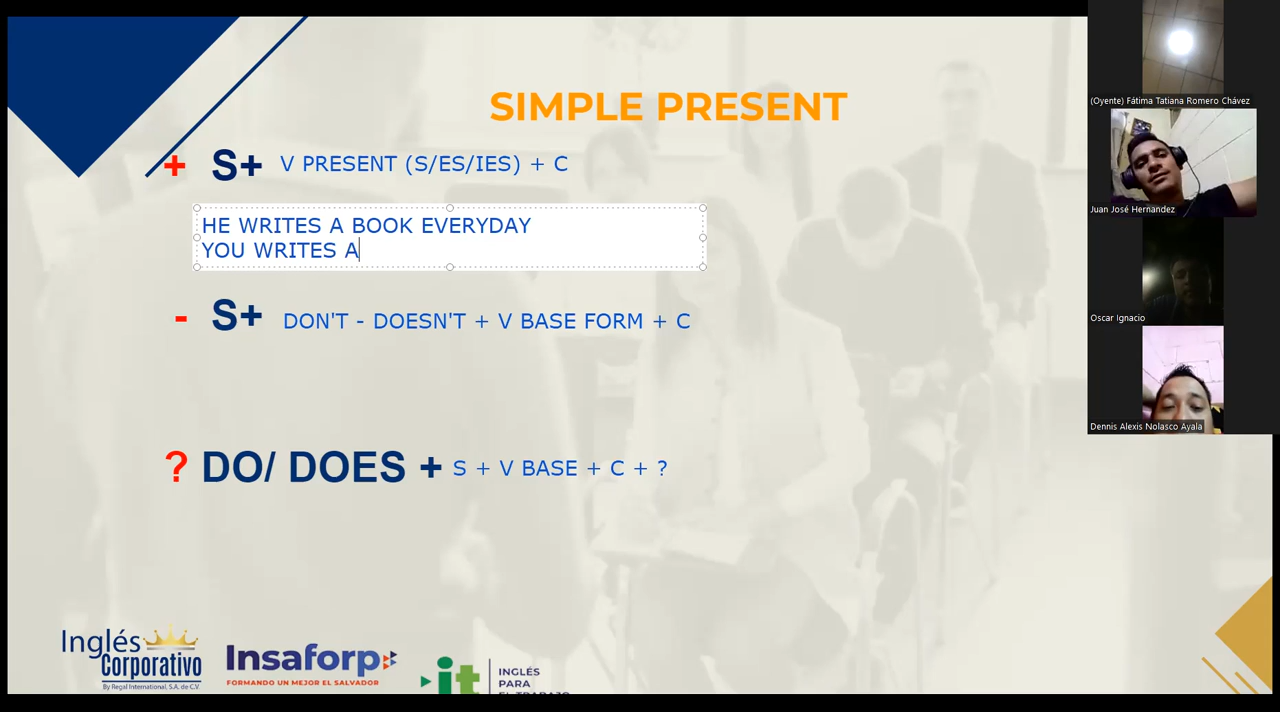 SIMPLE PRESENT
+ S+ V PRESENT (S/ES/IES) + C
HE WRITES A BOOK EVERYDAY
YOU WRITES A
- S+ DON'T - DOESN'T + V BASE FORM + C
? DO/ DOES + S + V BASE + C + ?
Inglés
Corporativo
By Regal International, S.A. de C.V.
Insaforp
FORMANDO UN MEJOR EL SALVADOR
it
INGLÉS
PARA
EL TRABAJO
(Oyente) Fátima Tatiana Romero Chávez
Juan José Hernandez
Oscar Ignacio
Dennis Alexis Nolasco Ayala